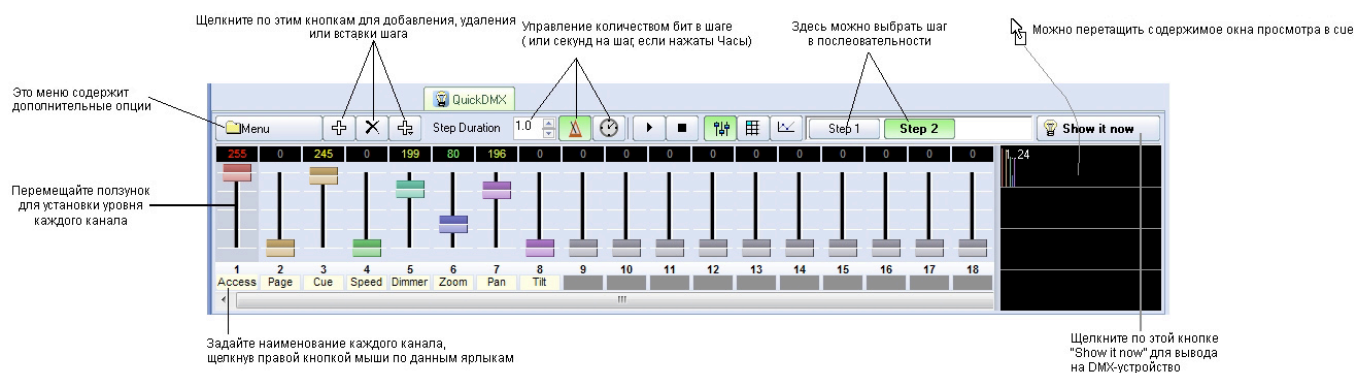 Щелкните по этим кнопкам для добавления, удаления
или вставки шага
Управление количеством бит в шаге
( или секунд на шаг, если нажаты Часы)
Здесь можно выбрать шаг
в послеовательности
Можно перетащить содержимое окна просмотра в cue
Это меню содержит
дополнительные опции
QuickDMX
Menu Step Duration 1.0 Step 1 Step 2 Show it now
255 0 245 0 199 80 196 0 0 0 0 0 0 0 0 0 0 0
1...24
Перемещайте ползунок
для установки уровня
каждого канала
1 2 3 4 5 6 7 8 9 10 11 12 13 14 15 16 17 18
Access Page Cue Speed Dimmer Zoom Pan Tilt
Задайте наименование каждого канала,
щелкнув правой кнопкой мыши по данным ярлыкам
Щелкните по этой кнопке
"Show it now" для вывода
на DMX-устройство